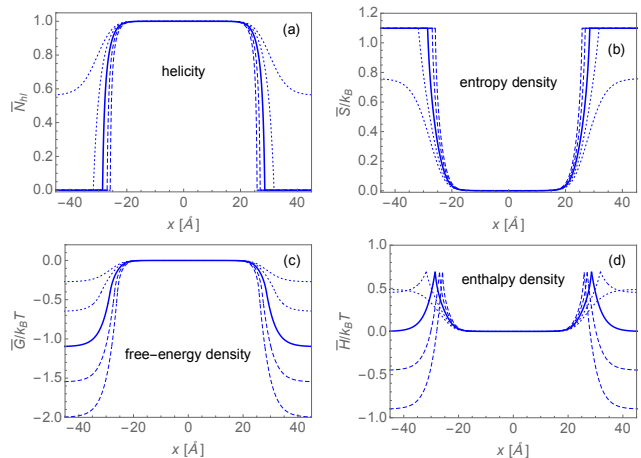 1.0
0.8
0.6
0.4
0.2
0.0
N̅hl
(a)
helicity
−40 −20 0 20 40
x [Å]
1.2
1.0
0.8
0.6
0.4
0.2
0.0
S̅/kB
(b)
entropy density
−40 −20 0 20 40
x [Å]
0.0
−0.5
−1.0
−1.5
−2.0
G̅/kBT
(c)
free−energy density
−40 −20 0 20 40
x [Å]
1.0
0.5
0.0
0.5
1.0
H̅/kBT
(d)
enthalpy density
−40 −20 0 20 40
x [Å]